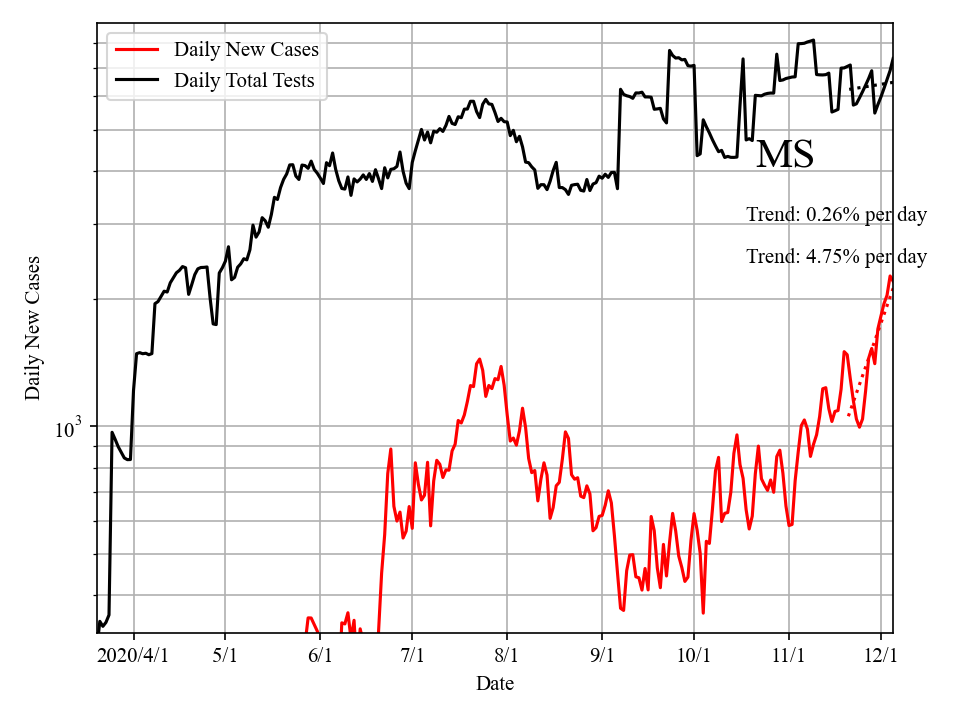 Daily New Cases
Daily Total Tests
MS
Trend: 0.26% per day
Trend: 4.75% per day
Daily New Cases
10^3
2020/4/1 5/1 6/1 7/1 8/1 9/1 10/1 11/1 12/1
Date